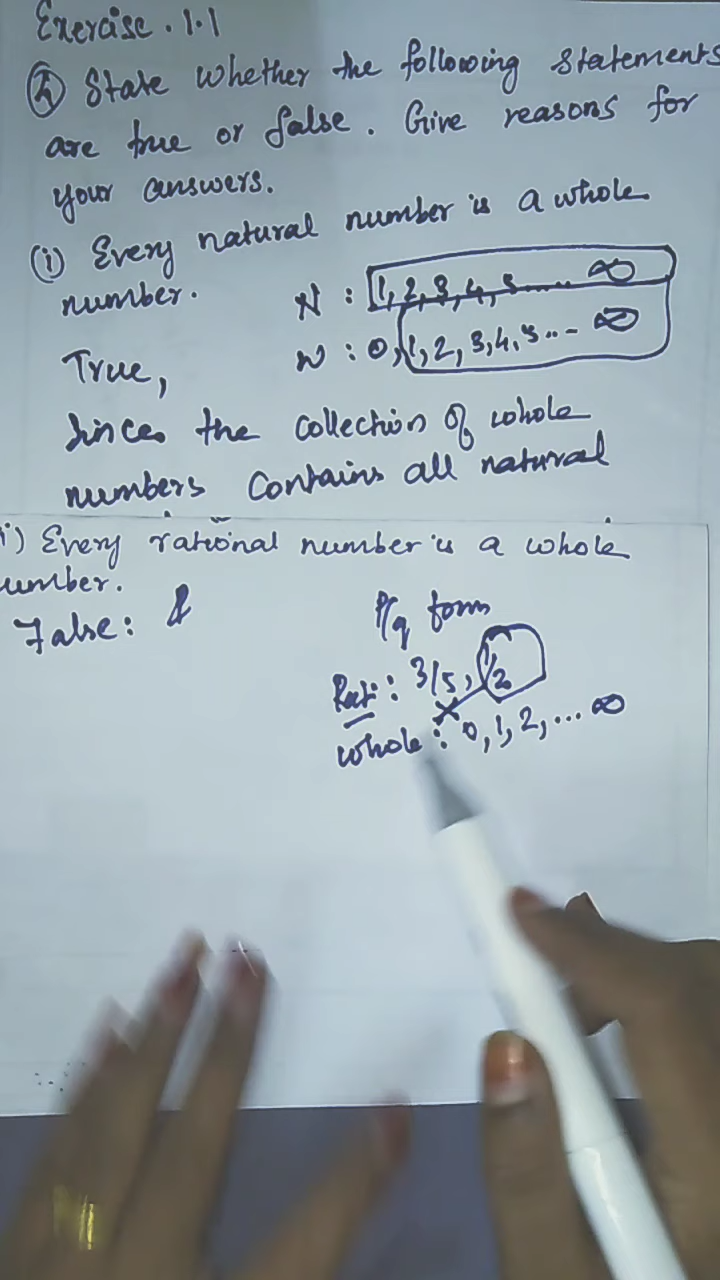 Exercise. 1.1
④ State whether the following statements
are true or false. Give reasons for
your answers.
(i) Every natural number is a whole
number.
N : 1, 2, 3, 4, 5..... ∞
True,
W : 0, 1, 2, 3, 4, 5... ∞
Since the collection of whole
numbers contains all natural
i) Every rational number is a whole
umber.
False:
P/q form
Rat: 3/5, 1/2
Whole: 0, 1, 2, ... ∞